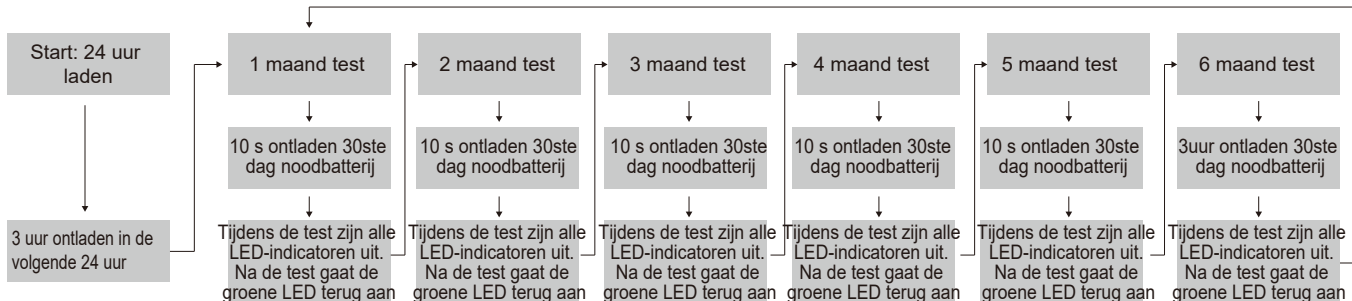 Start: 24 uur
laden
3 uur ontladen in de
volgende 24 uur
1 maand test
10 s ontladen 30ste
dag noodbatterij
Tijdens de test zijn alle
LED-indicatoren uit.
Na de test gaat de
groene LED terug aan
2 maand test
10 s ontladen 30ste
dag noodbatterij
Tijdens de test zijn alle
LED-indicatoren uit.
Na de test gaat de
groene LED terug aan
3 maand test
10 s ontladen 30ste
dag noodbatterij
Tijdens de test zijn alle
LED-indicatoren uit.
Na de test gaat de
groene LED terug aan
4 maand test
10 s ontladen 30ste
dag noodbatterij
Tijdens de test zijn alle
LED-indicatoren uit.
Na de test gaat de
groene LED terug aan
5 maand test
10 s ontladen 30ste
dag noodbatterij
Tijdens de test zijn alle
LED-indicatoren uit.
Na de test gaat de
groene LED terug aan
6 maand test
3uur ontladen 30ste
dag noodbatterij
Tijdens de test zijn alle
LED-indicatoren uit.
Na de test gaat de
groene LED terug aan